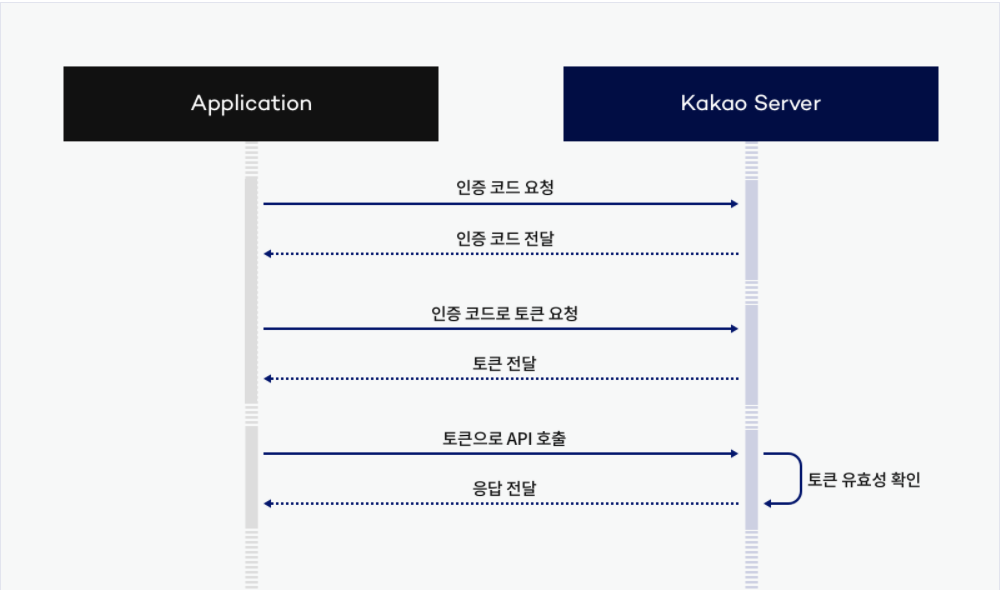 Application
Kakao Server
인증 코드 요청
인증 코드 전달
인증 코드로 토큰 요청
토큰 전달
토큰으로 API 호출
토큰 유효성 확인
응답 전달